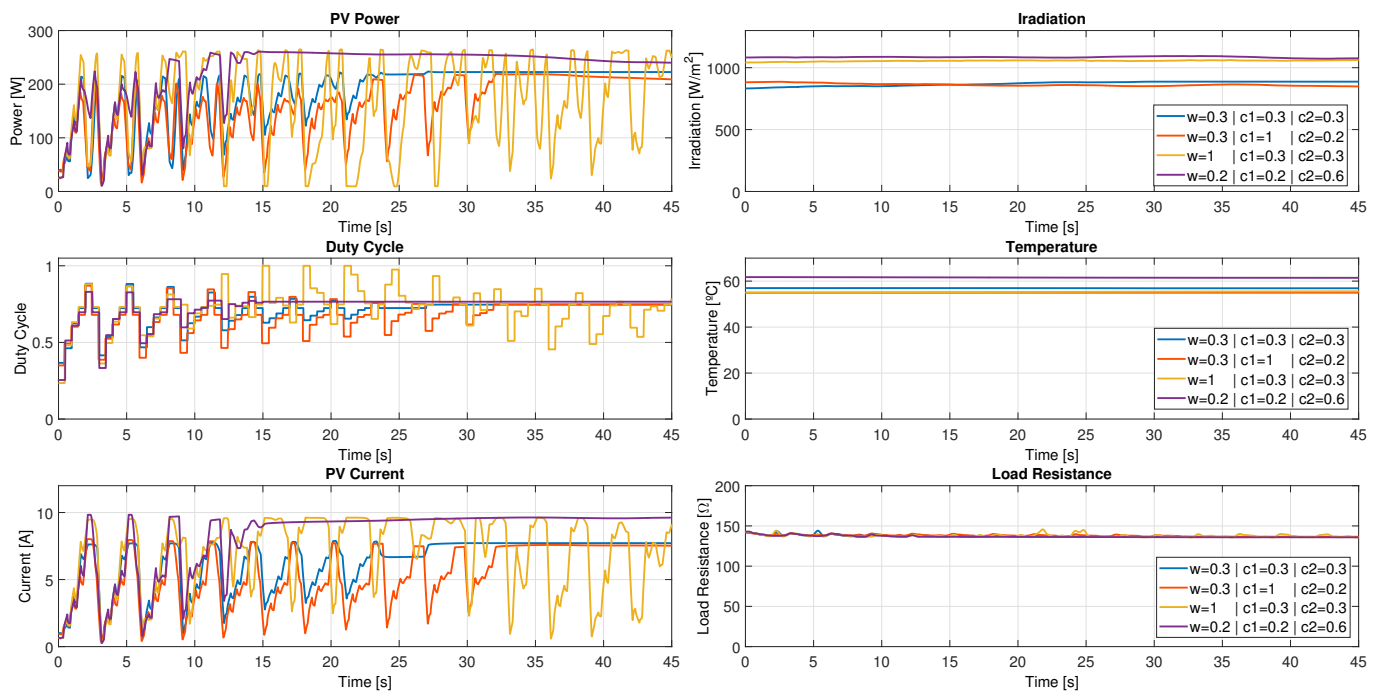 PV Power
300
200
100
0
Power [W]
0 5 10 15 20 25 30 35 40 45
Time [s]
Irradiation
1000
500
0
Irradiation [W/m²]
w=0.3 | c1=0.3 | c2=0.3
w=0.3 | c1=1 | c2=0.2
w=1 | c1=0.3 | c2=0.3
w=0.2 | c1=0.2 | c2=0.6
0 5 10 15 20 25 30 35 40 45
Time [s]
Duty Cycle
1
0.5
0
Duty Cycle
0 5 10 15 20 25 30 35 40 45
Time [s]
Temperature
60
40
20
0
Temperature [ºC]
w=0.3 | c1=0.3 | c2=0.3
w=0.3 | c1=1 | c2=0.2
w=1 | c1=0.3 | c2=0.3
w=0.2 | c1=0.2 | c2=0.6
0 5 10 15 20 25 30 35 40 45
Time [s]
PV Current
10
5
0
Current [A]
0 5 10 15 20 25 30 35 40 45
Time [s]
Load Resistance
200
150
100
50
0
Load Resistance [Ω]
w=0.3 | c1=0.3 | c2=0.3
w=0.3 | c1=1 | c2=0.2
w=1 | c1=0.3 | c2=0.3
w=0.2 | c1=0.2 | c2=0.6
0 5 10 15 20 25 30 35 40 45
Time [s]